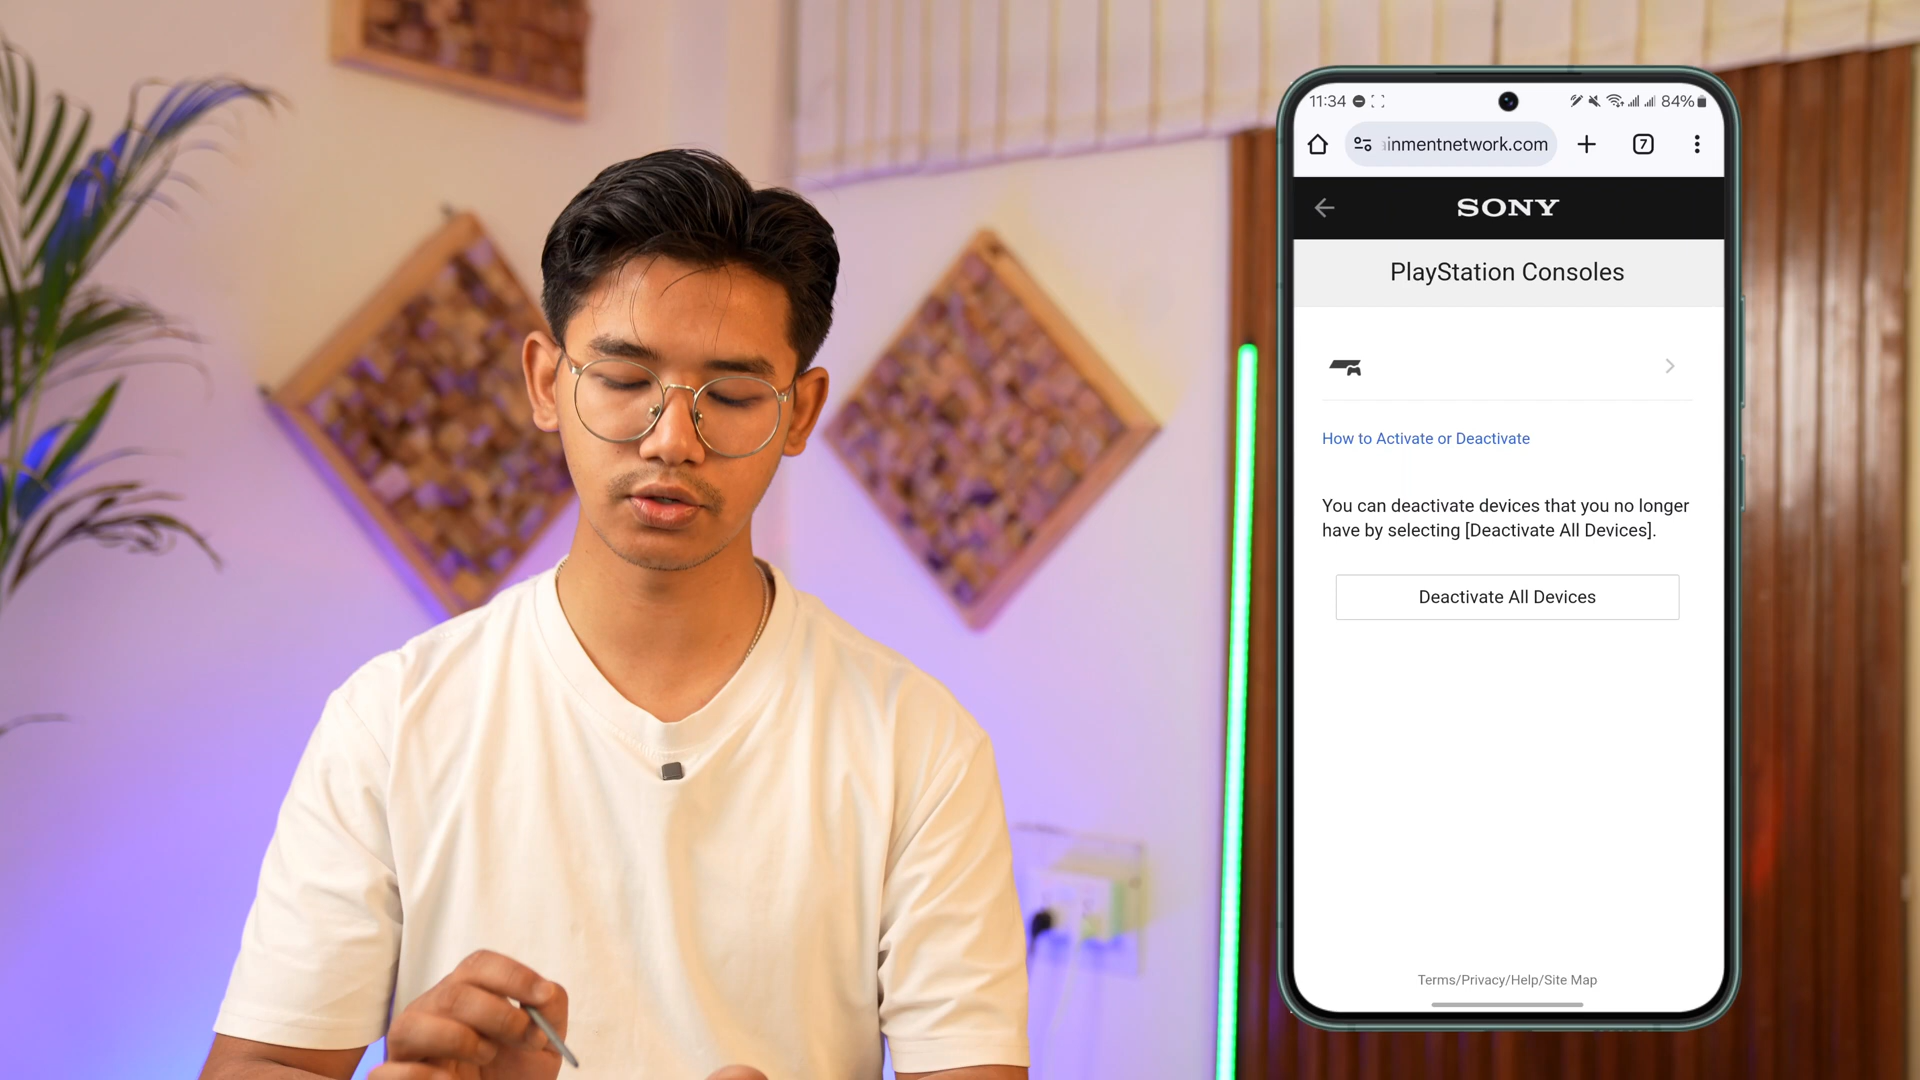 11:34
84%
ainmentnetwork.com
7
SONY
PlayStation Consoles
How to Activate or Deactivate
You can deactivate devices that you no longer
have by selecting [Deactivate All Devices].
Deactivate All Devices
Terms/Privacy/Help/Site Map